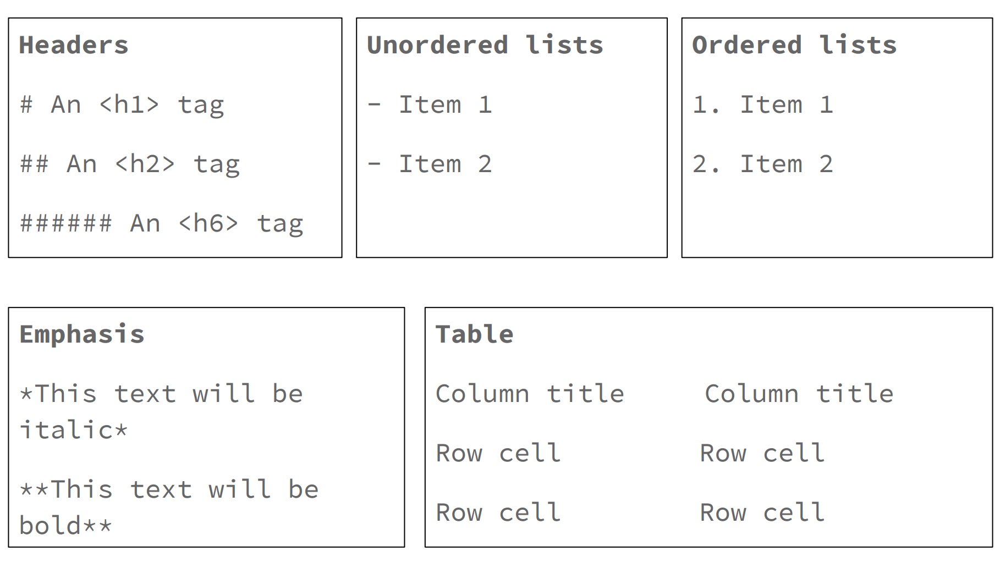 Headers
# An <h1> tag
## An <h2> tag
###### An <h6> tag
Unordered lists
- Item 1
- Item 2
Ordered lists
1. Item 1
2. Item 2
Emphasis
*This text will be
italic*
**This text will be
bold**
Table
Column title Column title
Row cell Row cell
Row cell Row cell